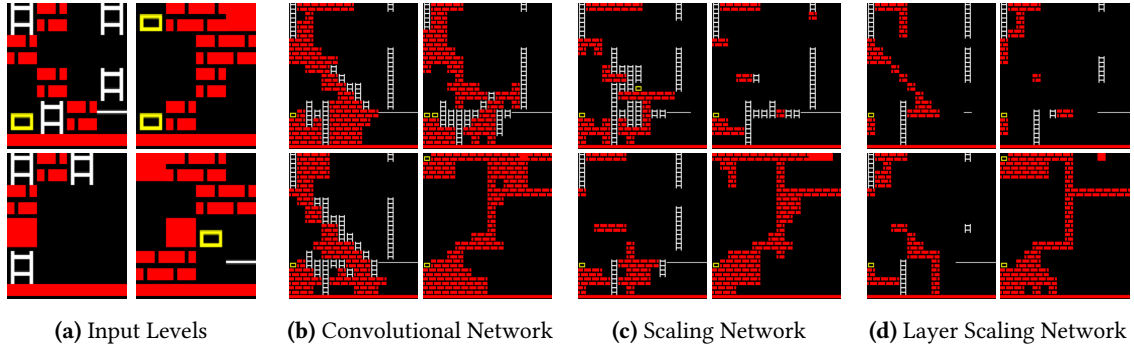 (a) Input Levels
(b) Convolutional Network
(c) Scaling Network
(d) Layer Scaling Network